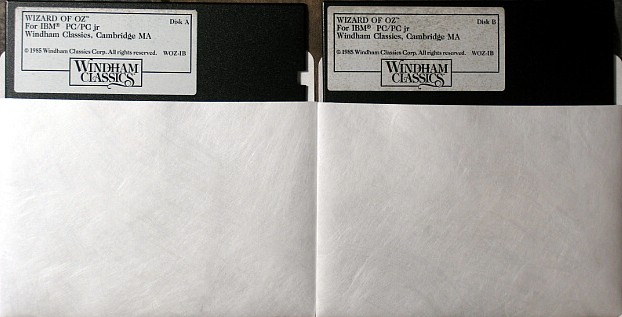 WIZARD OF OZ™
Disk A
For IBM® PC/PC jr
Windham Classics, Cambridge MA
© 1985 Windham Classics Corp. All rights reserved. WOZ-IB
WINDHAM
CLASSICS
WIZARD OF OZ™
Disk B
For IBM® PC/PC jr
Windham Classics, Cambridge MA
© 1985 Windham Classics Corp. All rights reserved. WOZ-IB
WINDHAM
CLASSICS